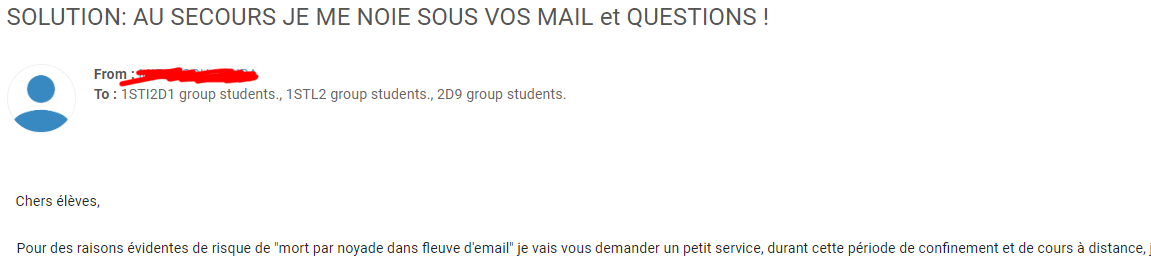 SOLUTION: AU SECOURS JE ME NOIE SOUS VOS MAIL et QUESTIONS !
From :
To : 1STI2D1 group students., 1STL2 group students., 2D9 group students.
Chers élèves,
Pour des raisons évidentes de risque de "mort par noyade dans fleuve d'email" je vais vous demander un petit service, durant cette période de confinement et de cours à distance,